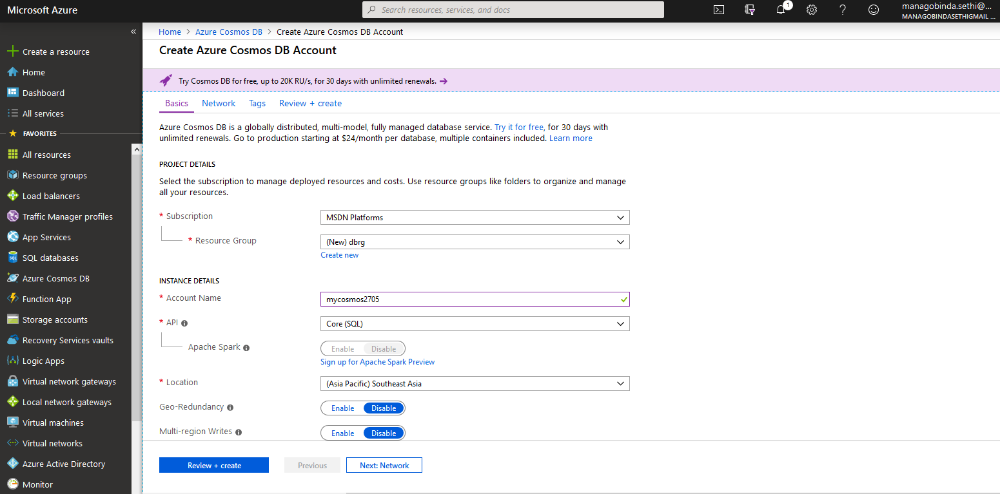 Microsoft Azure
Search resources, services, and docs
1
managobinda.sethi@...
MANAGOBINDASETHIGMAIL ...
«
Create a resource
Home
Dashboard
All services
FAVORITES
All resources
Resource groups
Load balancers
Traffic Manager profiles
App Services
SQL databases
Azure Cosmos DB
Function App
Storage accounts
Recovery Services vaults
Logic Apps
Virtual network gateways
Local network gateways
Virtual machines
Virtual networks
Azure Active Directory
Monitor
Home > Azure Cosmos DB > Create Azure Cosmos DB Account
Create Azure Cosmos DB Account
Try Cosmos DB for free, up to 20K RU/s, for 30 days with unlimited renewals. →
Basics Network Tags Review + create
Azure Cosmos DB is a globally distributed, multi-model, fully managed database service. Try it for free, for 30 days with
unlimited renewals. Go to production starting at $24/month per database, multiple containers included. Learn more
PROJECT DETAILS
Select the subscription to manage deployed resources and costs. Use resource groups like folders to organize and manage
all your resources.
* Subscription MSDN Platforms
* Resource Group (New) dbrg
Create new
INSTANCE DETAILS
* Account Name mycosmos2705
* API Core (SQL)
Apache Spark Enable Disable
Sign up for Apache Spark Preview
* Location (Asia Pacific) Southeast Asia
Geo-Redundancy Enable Disable
Multi-region Writes Enable Disable
Review + create Previous Next: Network